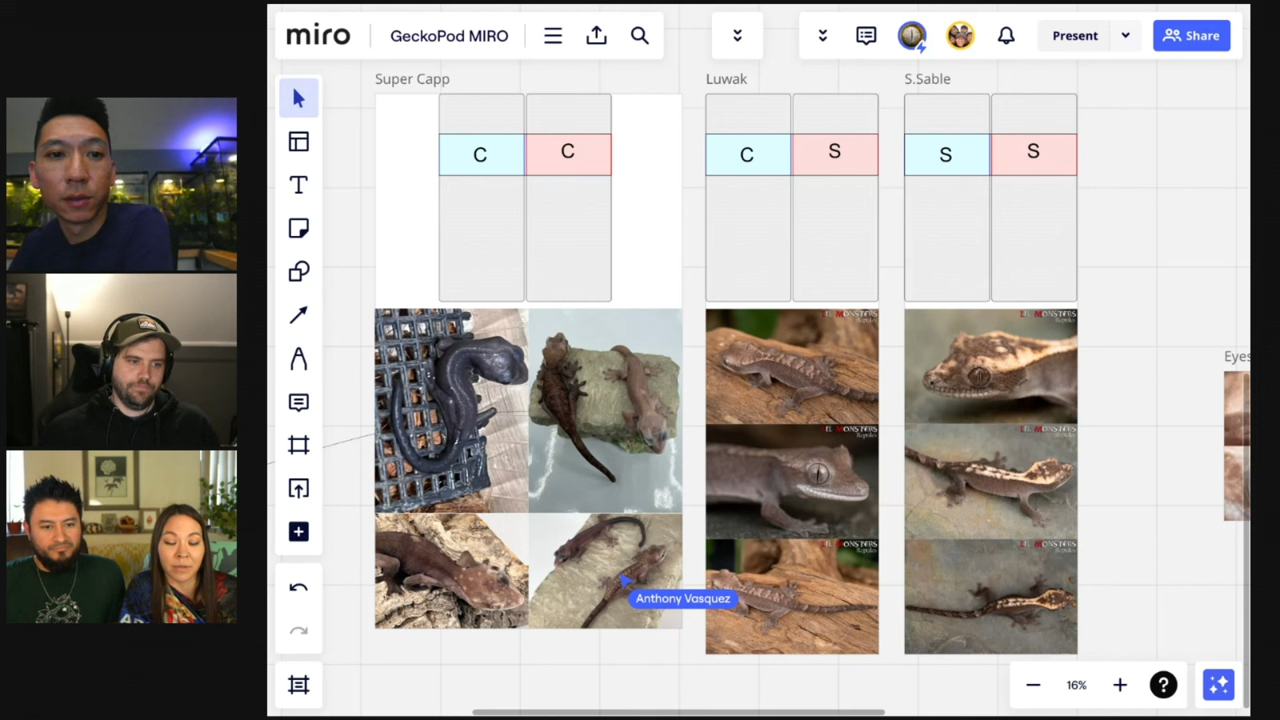 miro
GeckoPod MIRO
Present
Share
Super Capp
Luwak
S.Sable
C
C
C
S
S
S
Eyes
Anthony Vasquez
16%
?